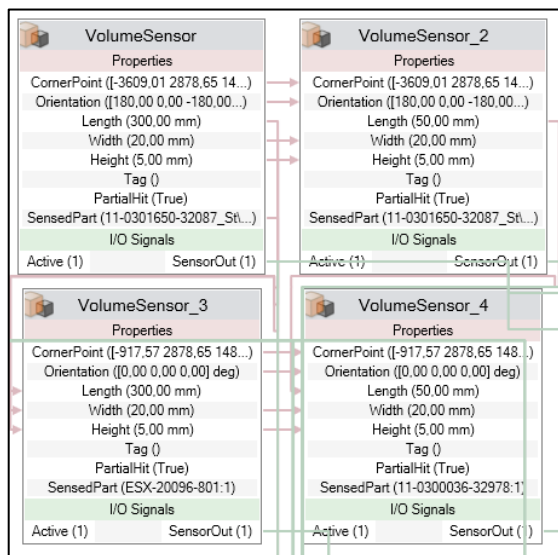 VolumeSensor
Properties
CornerPoint ([-3609,01 2878,65 14...)
Orientation ([180,00 0,00 -180,00...)
Length (300,00 mm)
Width (20,00 mm)
Height (5,00 mm)
Tag ()
PartialHit (True)
SensedPart (11-0301650-32087_St\...)
I/O Signals
Active (1) SensorOut (1)
VolumeSensor_2
Properties
CornerPoint ([-3609,01 2878,65 14...)
Orientation ([180,00 0,00 -180,00...)
Length (50,00 mm)
Width (20,00 mm)
Height (5,00 mm)
Tag ()
PartialHit (True)
SensedPart (11-0301650-32087_St\...)
I/O Signals
Active (1) SensorOut (1)
VolumeSensor_3
Properties
CornerPoint ([-917,57 2878,65 148...)
Orientation ([0,00 0,00 0,00] deg)
Length (300,00 mm)
Width (20,00 mm)
Height (5,00 mm)
Tag ()
PartialHit (True)
SensedPart (ESX-20096-801:1)
I/O Signals
Active (1) SensorOut (1)
VolumeSensor_4
Properties
CornerPoint ([-917,57 2878,65 148...)
Orientation ([0,00 0,00 0,00] deg)
Length (50,00 mm)
Width (20,00 mm)
Height (5,00 mm)
Tag ()
PartialHit (True)
SensedPart (11-0300036-32978:1)
I/O Signals
Active (1) SensorOut (1)